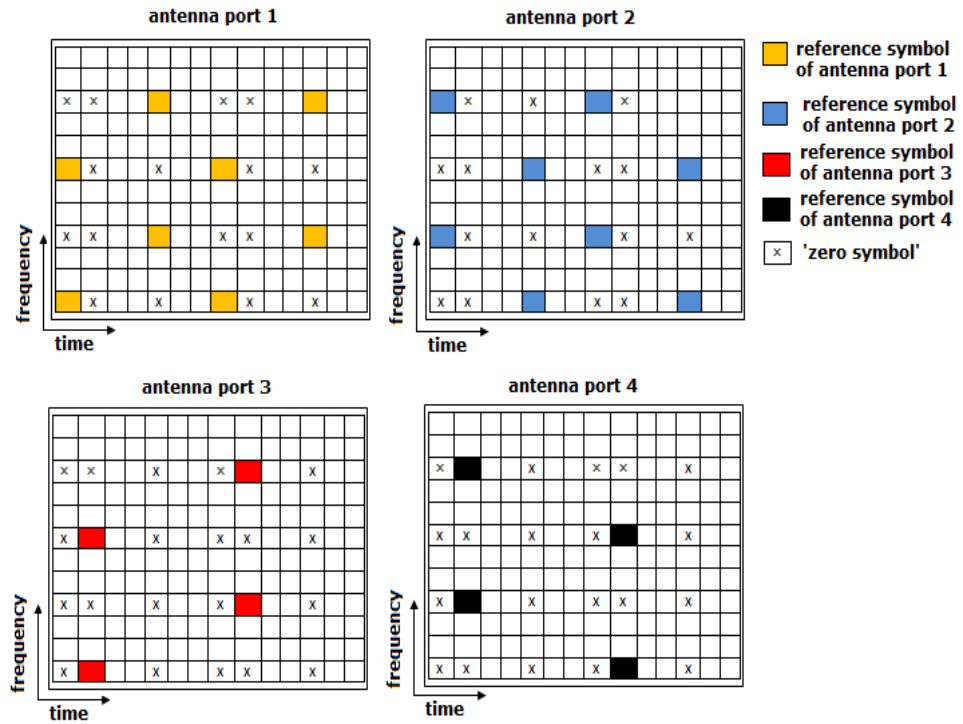 antenna port 1
x x x x
x x x x
x x x x
x x x x
frequency
time
antenna port 2
x x x
x x x x
x x x x
x x x x
frequency
time
reference symbol
of antenna port 1
reference symbol
of antenna port 2
reference symbol
of antenna port 3
reference symbol
of antenna port 4
x 'zero symbol'
antenna port 3
x x x x x
x x x x x
x x x x x
x x x x x
frequency
time
antenna port 4
x x x x x
x x x x x
x x x x x
x x x x x
frequency
time